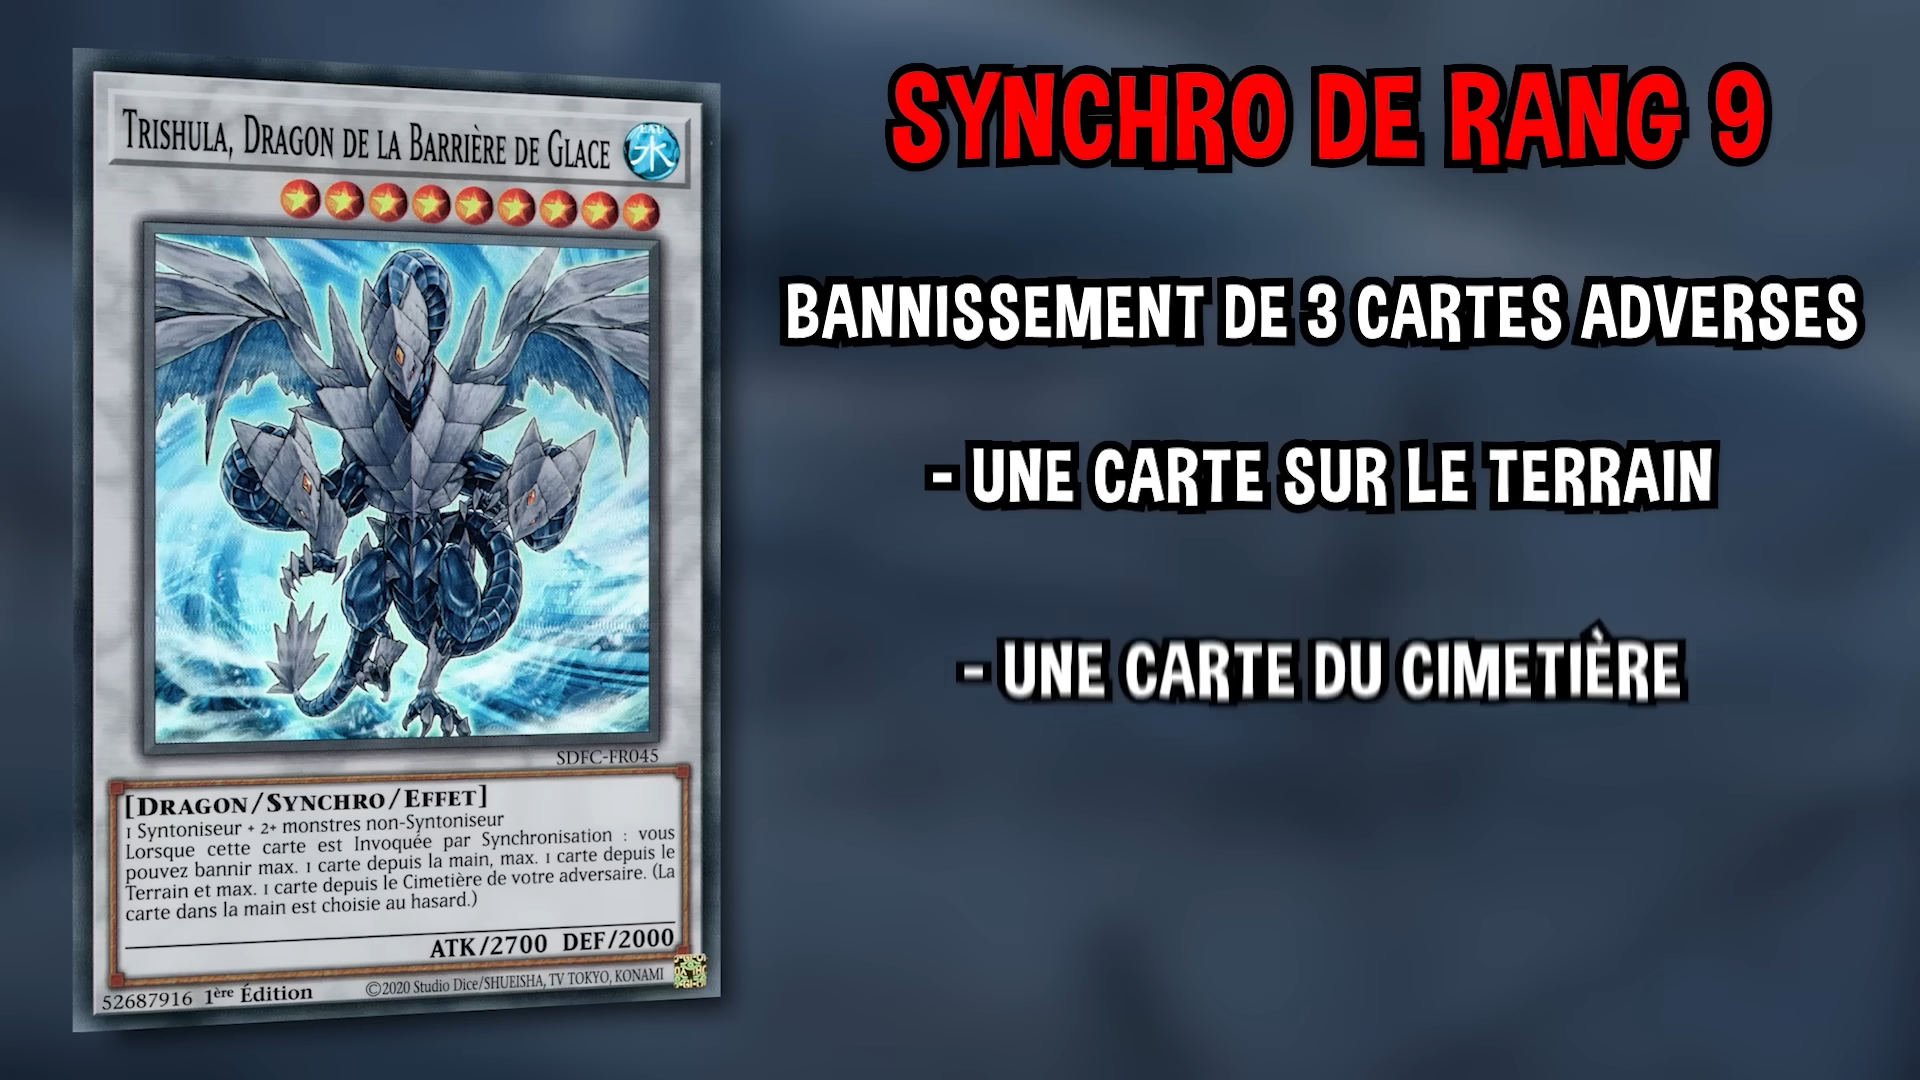 TRISHULA, DRAGON DE LA BARRIÈRE DE GLACE
EAU
水
SDFC-FR045
[DRAGON/SYNCHRO/EFFET]
1 Syntoniseur + 2+ monstres non-Syntoniseur
Lorsque cette carte est Invoquée par Synchronisation : vous
pouvez bannir max. 1 carte depuis la main, max. 1 carte depuis le
Terrain et max. 1 carte depuis le Cimetière de votre adversaire. (La
carte dans la main est choisie au hasard.)
ATK/2700 DEF/2000
52687916 1ère Édition
©2020 Studio Dice/SHUEISHA, TV TOKYO, KONAMI
SYNCHRO DE RANG 9
BANNISSEMENT DE 3 CARTES ADVERSES
- UNE CARTE SUR LE TERRAIN
- UNE CARTE DU CIMETIÈRE